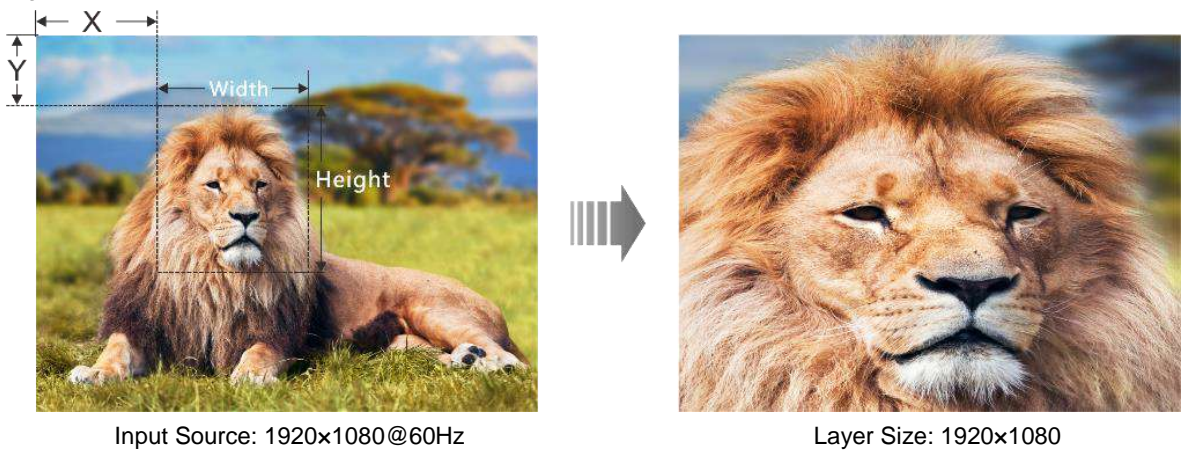 X
Y
Width
Height
Input Source: 1920×1080@60Hz
Layer Size: 1920×1080